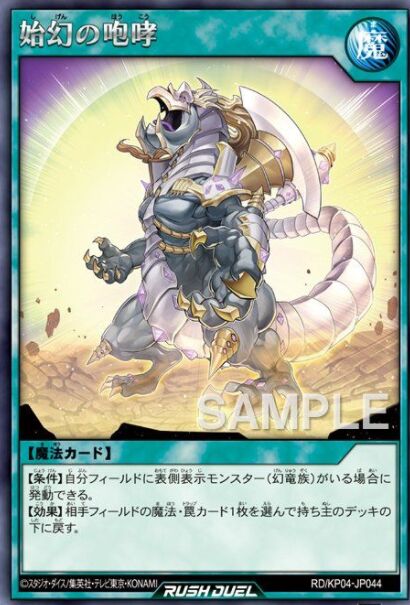 始幻の咆哮
魔
SAMPLE
【魔法カード】
【条件】自分フィールドに表側表示モンスター(幻竜族)がいる場合に
発動できる。
【効果】相手フィールドの魔法・罠カード1枚を選んで持ち主のデッキの
下に戻す。
©スタジオ・ダイス/集英社・テレビ東京・KONAMI
RUSH DUEL
RD/KP04-JP044